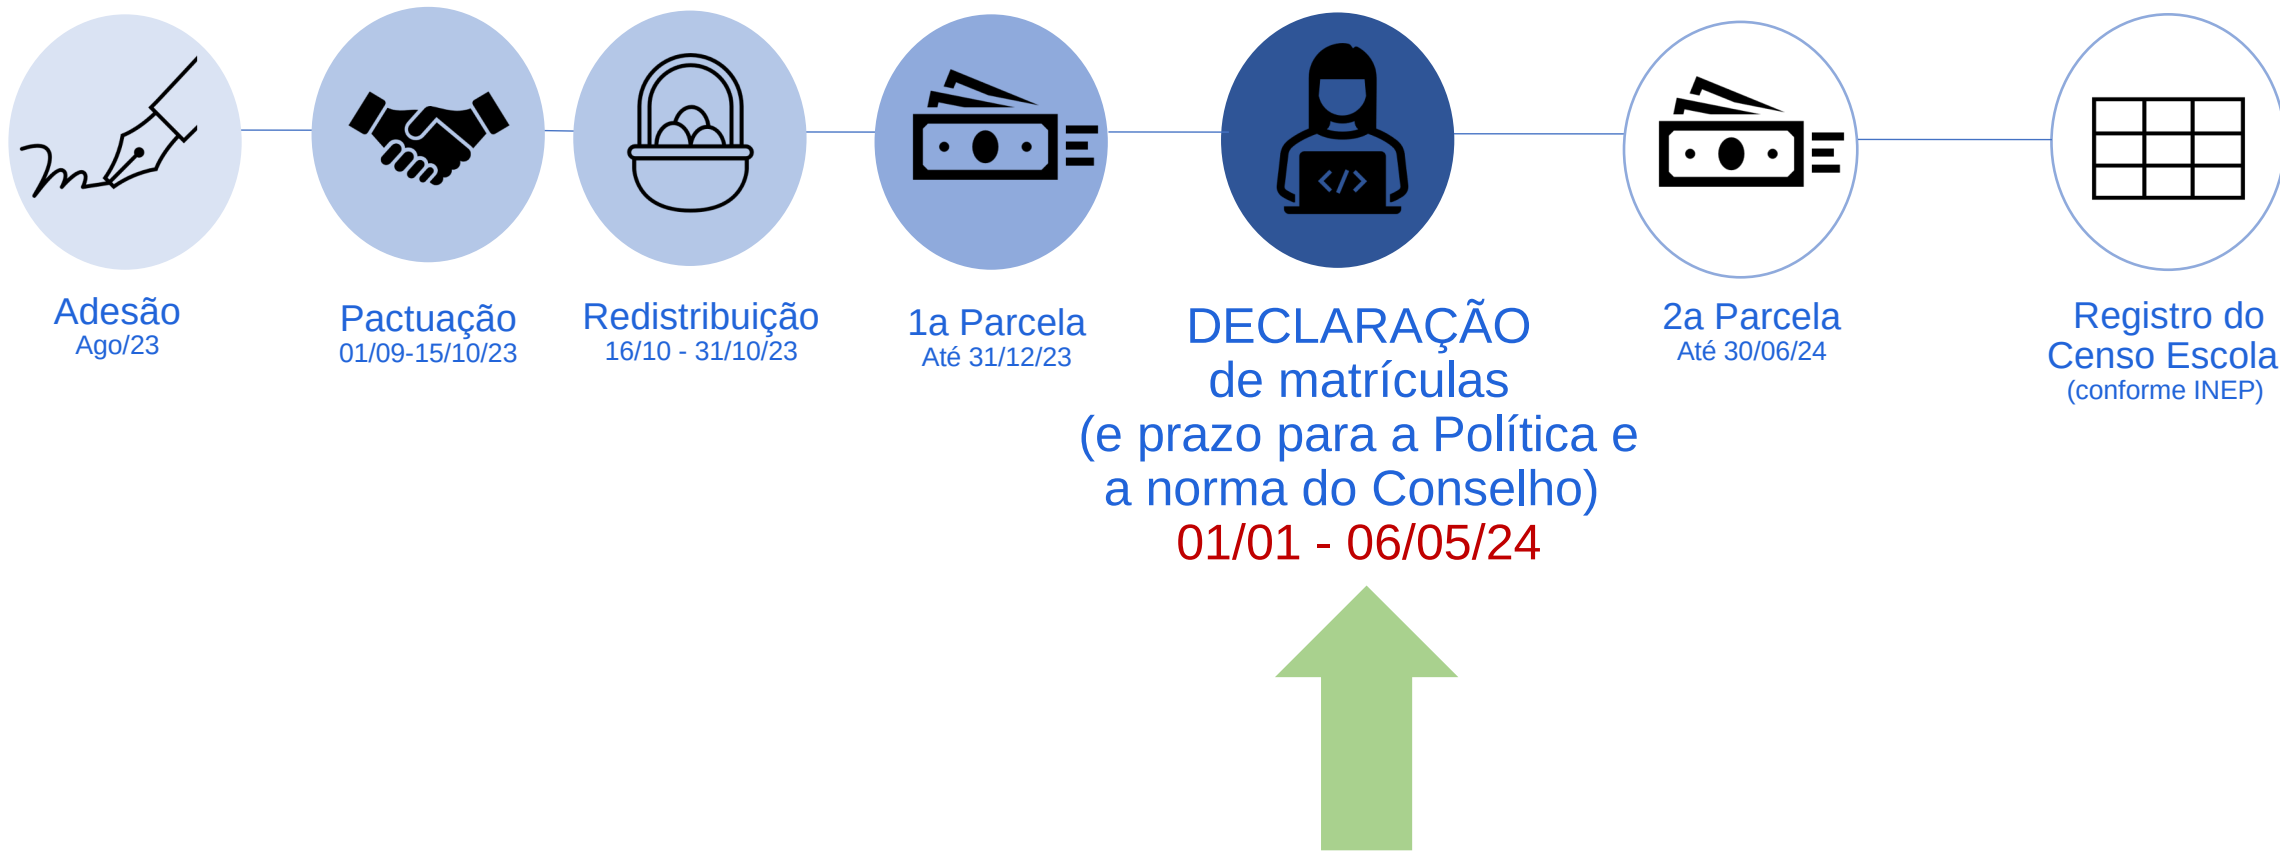 Adesão
Ago/23
Pactuação
01/09-15/10/23
Redistribuição
16/10 - 31/10/23
1a Parcela
Até 31/12/23
DECLARAÇÃO
de matrículas
(e prazo para a Política e
a norma do Conselho)
01/01 - 06/05/24
2a Parcela
Até 30/06/24
Registro do
Censo Escola
(conforme INEP)